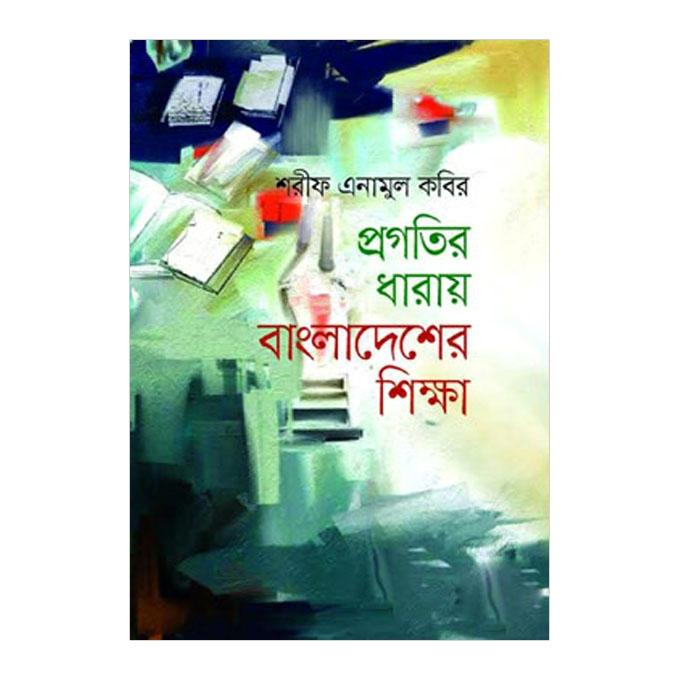 শরীফ এনামুল কবির
প্রগতির
ধারায়
বাংলাদেশের
শিক্ষা